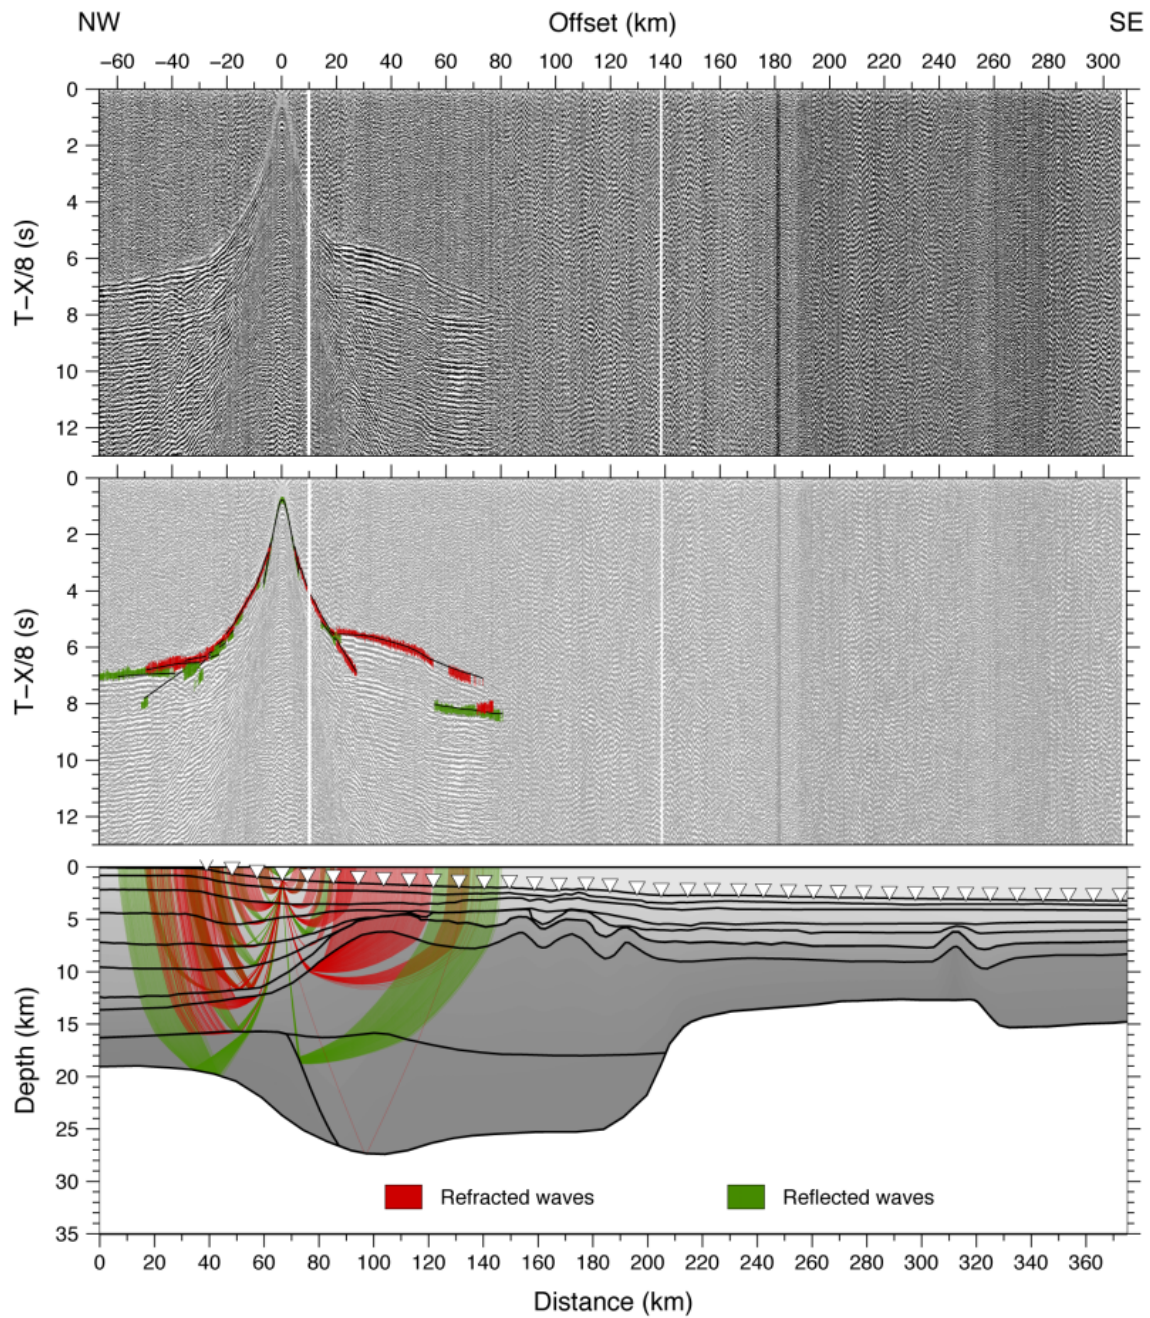 NW Offset (km) SE
−60 −40 −20 0 20 40 60 80 100 120 140 160 180 200 220 240 260 280 300
T−X/8 (s)
0
2
4
6
8
10
12
T−X/8 (s)
0
2
4
6
8
10
12
Depth (km)
0
5
10
15
20
25
30
35
Refracted waves Reflected waves
0 20 40 60 80 100 120 140 160 180 200 220 240 260 280 300 320 340 360
Distance (km)